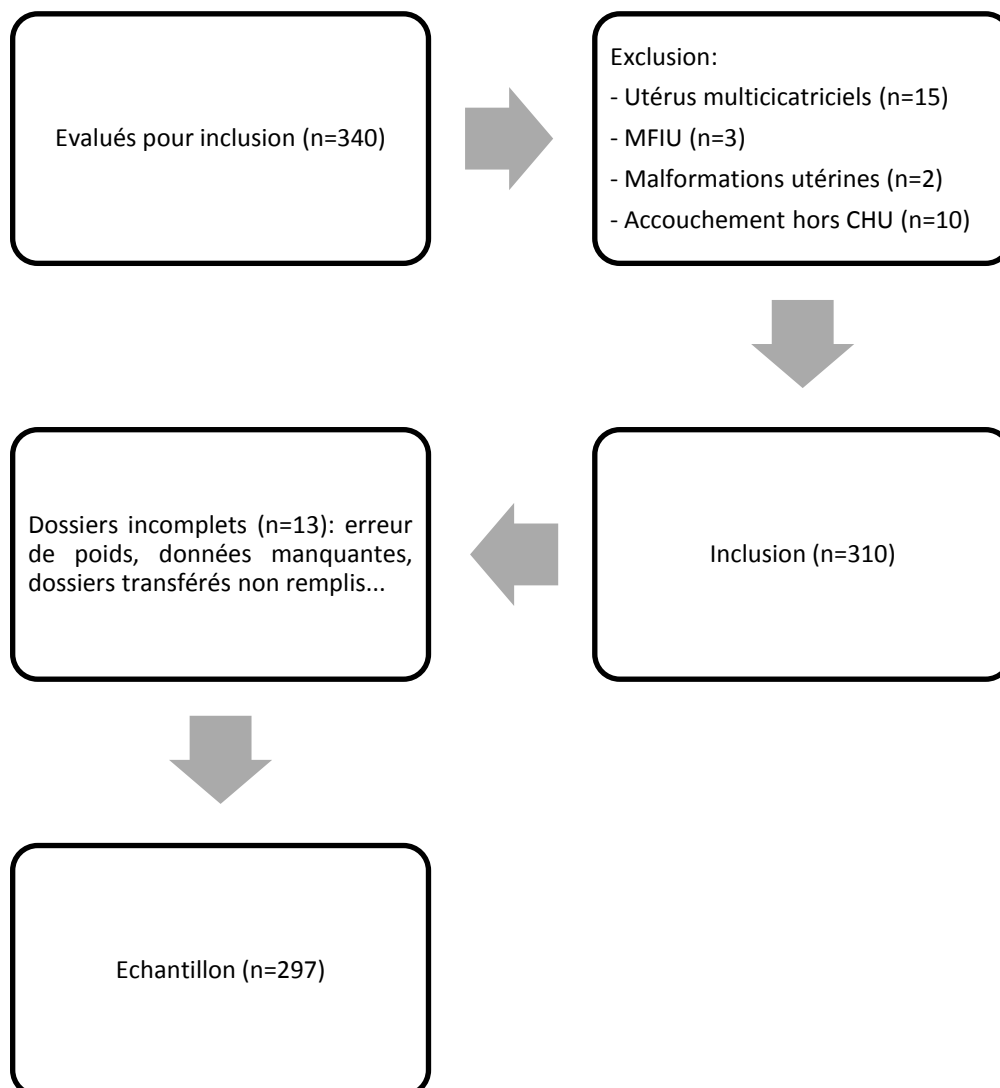 Evalués pour inclusion (n=340)
Exclusion:
- Utérus multicicatriciels (n=15)
- MFIU (n=3)
- Malformations utérines (n=2)
- Accouchement hors CHU (n=10)
Inclusion (n=310)
Dossiers incomplets (n=13): erreur
de poids, données manquantes,
dossiers transférés non remplis...
Echantillon (n=297)